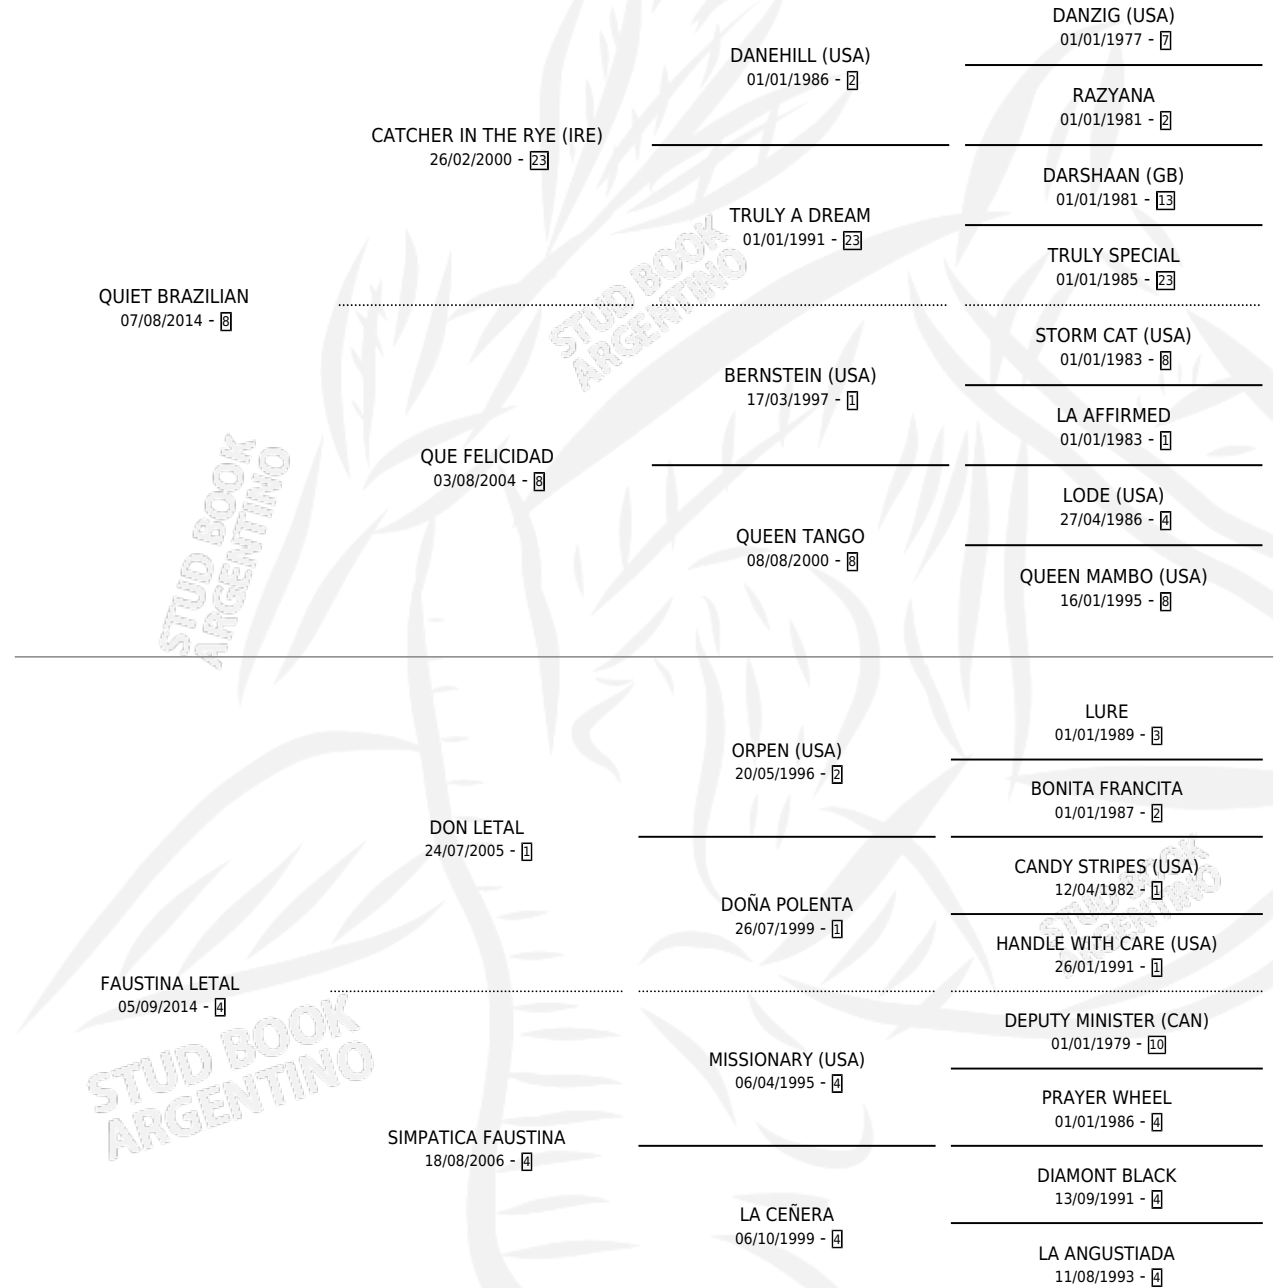 DANZIG (USA)
01/01/1977 - 7
DANEHILL (USA)
01/01/1986 - 2
RAZYANA
01/01/1981 - 2
CATCHER IN THE RYE (IRE)
26/02/2000 - 23
DARSHAAN (GB)
01/01/1981 - 13
TRULY A DREAM
01/01/1991 - 23
TRULY SPECIAL
01/01/1985 - 23
QUIET BRAZILIAN
07/08/2014 - 8
STORM CAT (USA)
01/01/1983 - 8
BERNSTEIN (USA)
17/03/1997 - 1
LA AFFIRMED
01/01/1983 - 1
QUE FELICIDAD
03/08/2004 - 8
LODE (USA)
27/04/1986 - 4
QUEEN TANGO
08/08/2000 - 8
QUEEN MAMBO (USA)
16/01/1995 - 8
STUD BOOK
ARGENTINO
STUD BOOK
ARGENTINO
LURE
01/01/1989 - 3
ORPEN (USA)
20/05/1996 - 2
BONITA FRANCITA
01/01/1987 - 2
DON LETAL
24/07/2005 - 1
CANDY STRIPES (USA)
12/04/1982 - 1
DOÑA POLENTA
26/07/1999 - 1
HANDLE WITH CARE (USA)
26/01/1991 - 1
FAUSTINA LETAL
05/09/2014 - 4
DEPUTY MINISTER (CAN)
01/01/1979 - 10
MISSIONARY (USA)
06/04/1995 - 4
PRAYER WHEEL
01/01/1986 - 4
SIMPATICA FAUSTINA
18/08/2006 - 4
DIAMONT BLACK
13/09/1991 - 4
LA CEÑERA
06/10/1999 - 4
LA ANGUSTIADA
11/08/1993 - 4
STUD BOOK
ARGENTINO
STUD BOOK
ARGENTINO